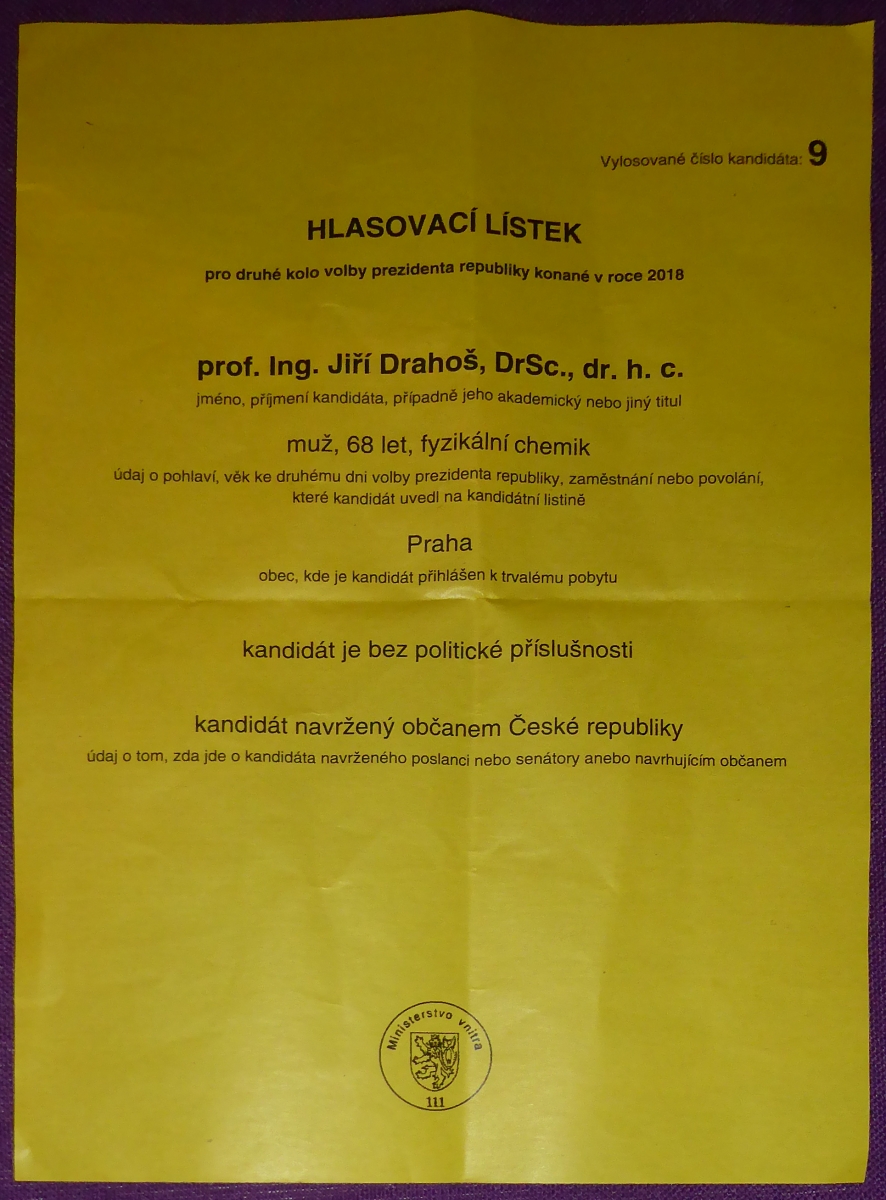 Vylosované číslo kandidáta: 9
HLASOVACÍ LÍSTEK
pro druhé kolo volby prezidenta republiky konané v roce 2018
prof. Ing. Jiří Drahoš, DrSc., dr. h. c.
jméno, příjmení kandidáta, případně jeho akademický nebo jiný titul
muž, 68 let, fyzikální chemik
údaj o pohlaví, věk ke druhému dni volby prezidenta republiky, zaměstnání nebo povolání,
které kandidát uvedl na kandidátní listině
Praha
obec, kde je kandidát přihlášen k trvalému pobytu
kandidát je bez politické příslušnosti
kandidát navržený občanem České republiky
údaj o tom, zda jde o kandidáta navrženého poslanci nebo senátory anebo navrhujícím občanem
Ministerstvo vnitra
111